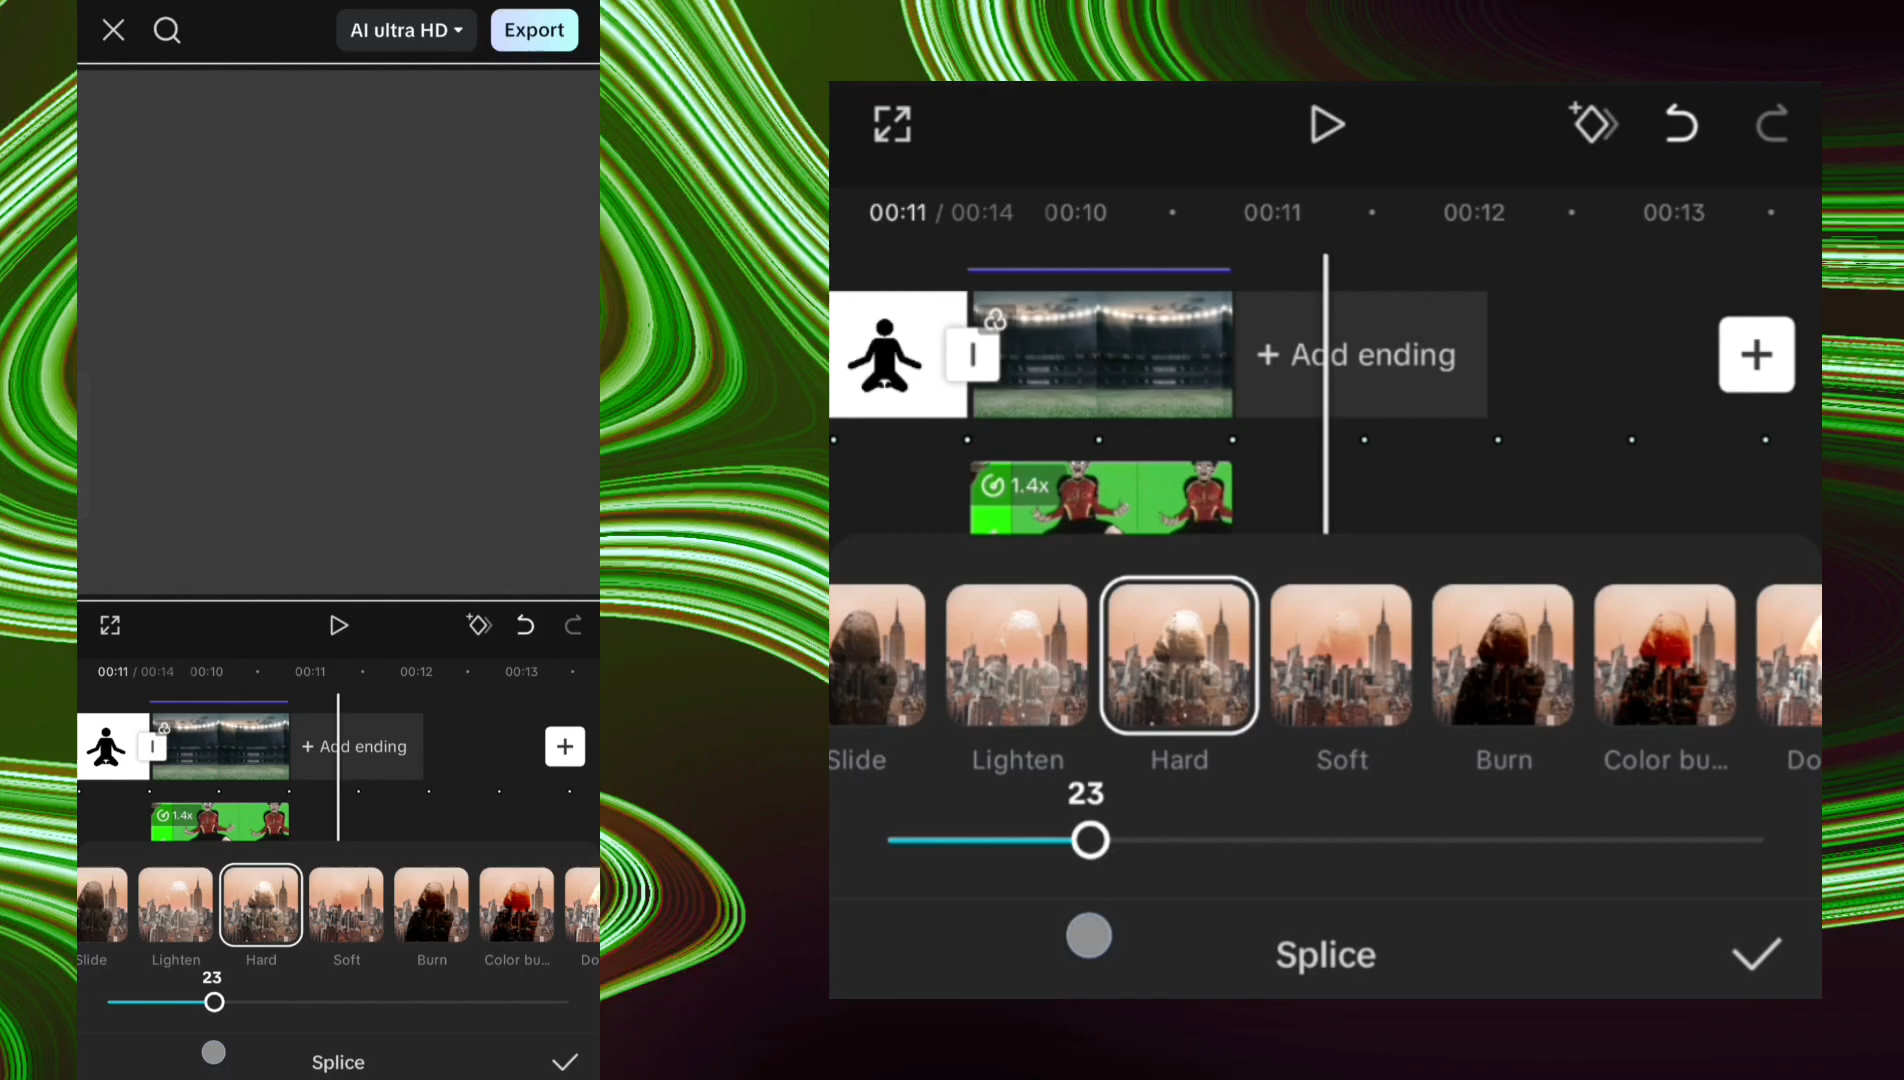 AI ultra HD
Export
00:11 / 00:14 00:10 00:11 00:12 00:13
+ Add ending
1.4x
Slide Lighten Hard Soft Burn Color bu... Do
23
Splice
00:11 / 00:14 00:10 00:11 00:12 00:13
+ Add ending
1.4x
Slide Lighten Hard Soft Burn Color bu... Do
23
Splice